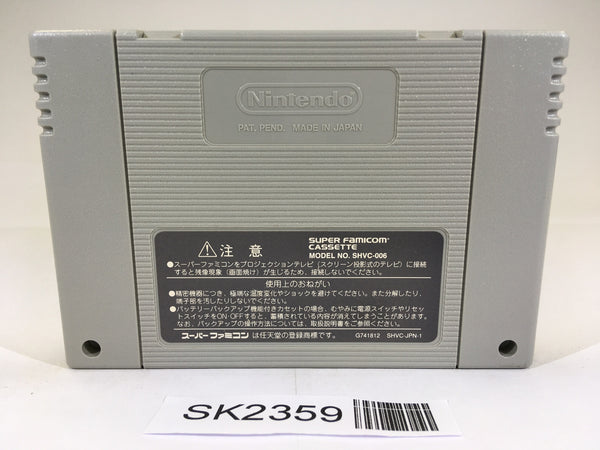 Nintendo
PAT. PEND. MADE IN JAPAN
注意
SUPER FAMICOM
CASSETTE
MODEL NO. SHVC-006
●スーパーファミコンをプロジェクションテレビ(スクリーン投影式のテレビ)に接続
すると残像現象(画面焼け)が生じるため、接続しないでください。
使用上のおねがい
●精密機器につき、極端な温度変化やショックを避けてください。また分解したり、
端子部を汚したりしないでください。
●バッテリーバックアップ機能付きカセットの場合、むやみに電源スイッチやリセッ
トスイッチをON・OFFすると、蓄積されている内容が消えてしまうことがあります。
なお、バックアップの操作方法については、取扱説明書をご参照ください。
スーパーファミコンは任天堂の登録商標です。 G741812 SHVC-JPN-1
SK2359